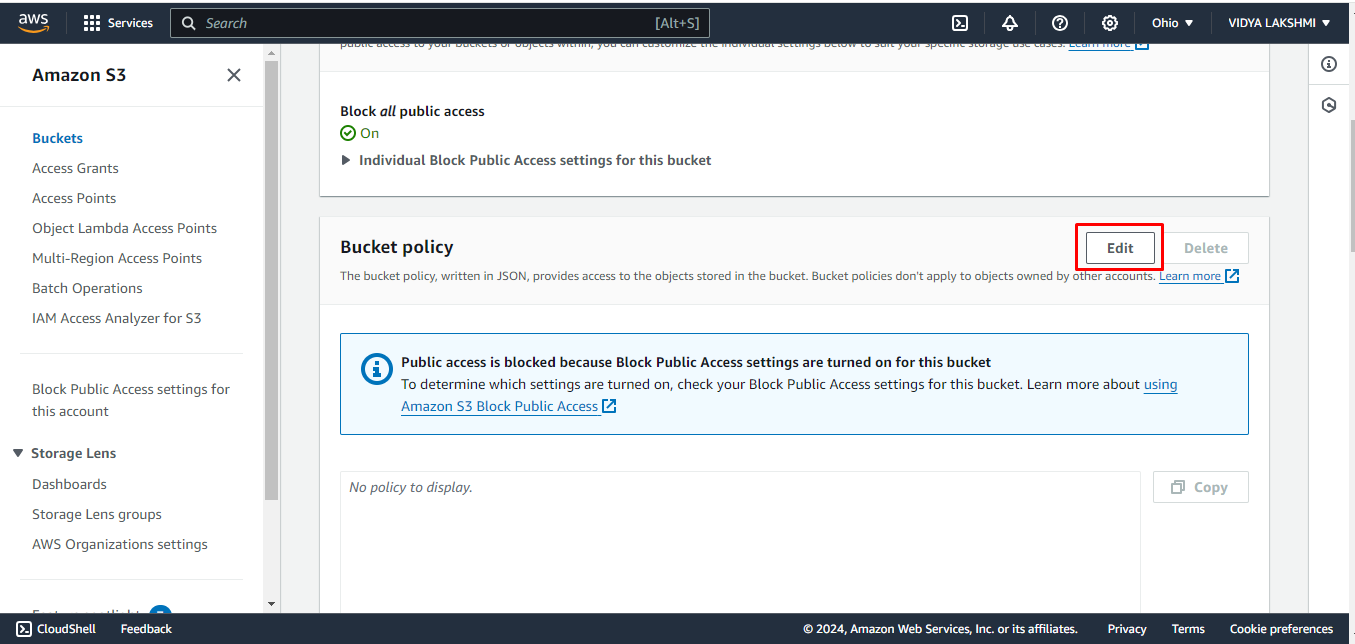 aws
Services
Search
[Alt+S]
Ohio
VIDYA LAKSHMI
Amazon S3
Buckets
Access Grants
Access Points
Object Lambda Access Points
Multi-Region Access Points
Batch Operations
IAM Access Analyzer for S3
Block Public Access settings for
this account
Storage Lens
Dashboards
Storage Lens groups
AWS Organizations settings
public access to your buckets or objects within, you can customize the individual settings below to suit your specific storage use cases. Learn more
Block all public access
On
Individual Block Public Access settings for this bucket
Bucket policy
Edit
Delete
The bucket policy, written in JSON, provides access to the objects stored in the bucket. Bucket policies don't apply to objects owned by other accounts. Learn more
Public access is blocked because Block Public Access settings are turned on for this bucket
To determine which settings are turned on, check your Block Public Access settings for this bucket. Learn more about using
Amazon S3 Block Public Access
No policy to display.
Copy
CloudShell
Feedback
© 2024, Amazon Web Services, Inc. or its affiliates.
Privacy
Terms
Cookie preferences